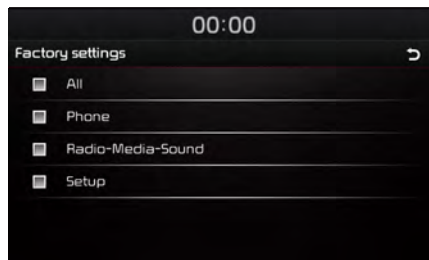 00:00
Factory settings
All
Phone
Radio-Media-Sound
Setup